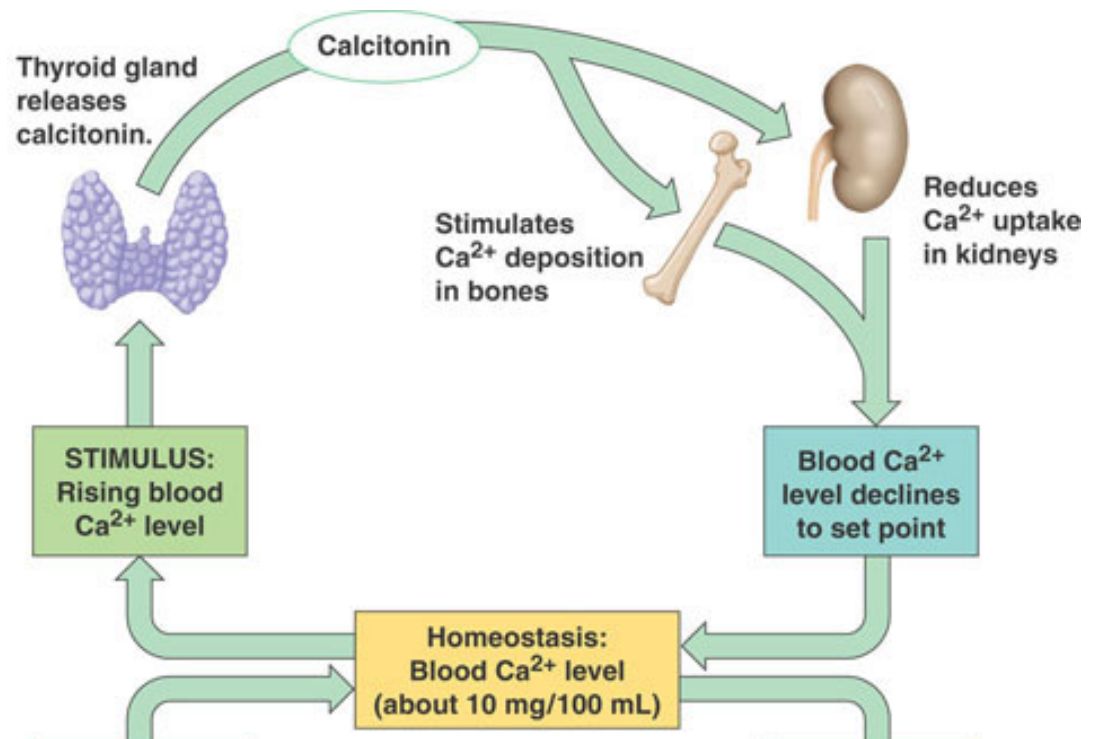 Calcitonin
Thyroid gland
releases
calcitonin.
Stimulates
Ca²⁺ deposition
in bones
Reduces
Ca²⁺ uptake
in kidneys
STIMULUS:
Rising blood
Ca²⁺ level
Blood Ca²⁺
level declines
to set point
Homeostasis:
Blood Ca²⁺ level
(about 10 mg/100 mL)